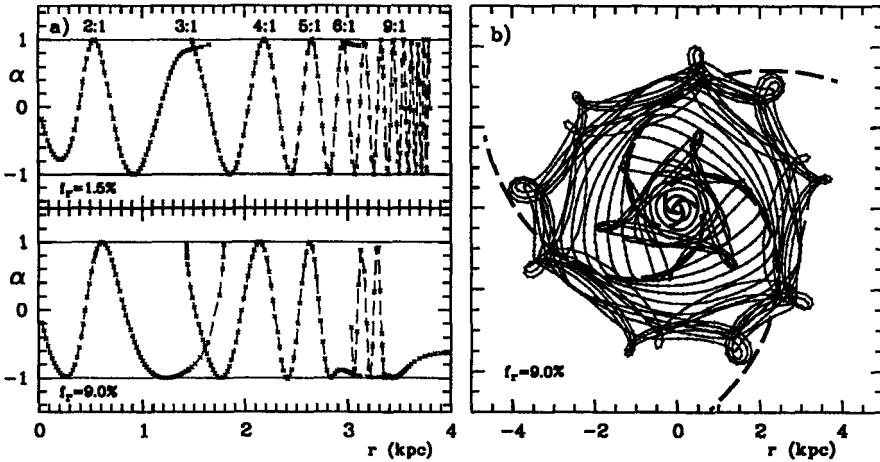 a) 2:1 3:1 4:1 5:1 6:1 9:1
1
α
0
-1
f_r=1.5%
1
α
0
-1
f_r=9.0%
0 1 2 3 4
r (kpc)
b)
f_r=9.0%
-4 -2 0 2 4
r (kpc)